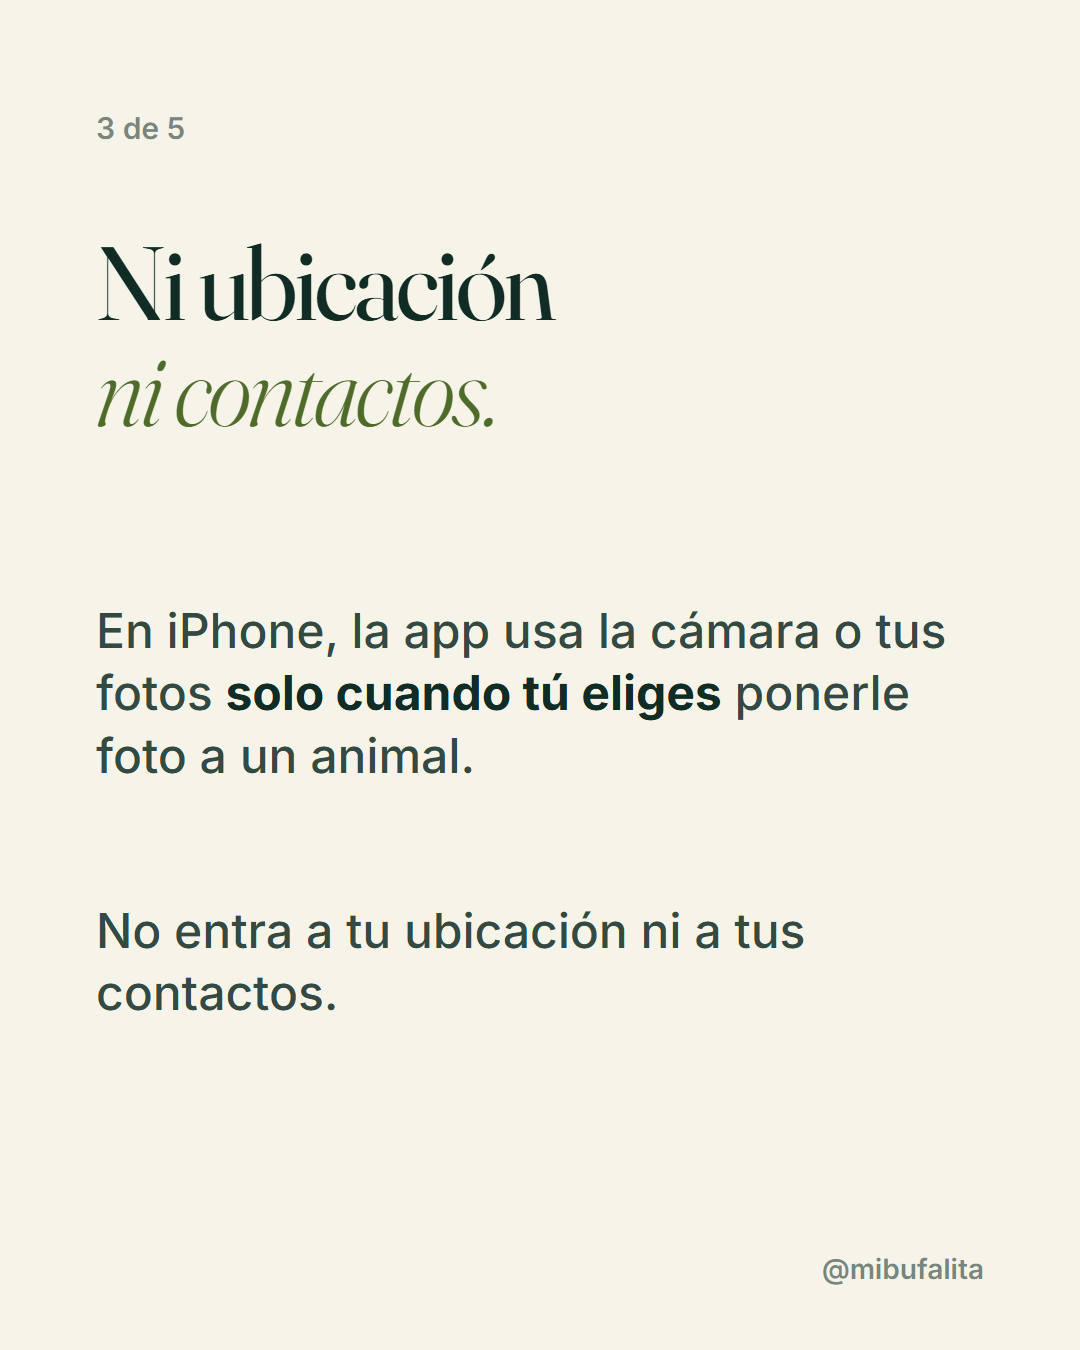 3 de 5
Ni ubicación
ni contactos.
En iPhone, la app usa la cámara o tus
fotos solo cuando tú eliges ponerle
foto a un animal.
No entra a tu ubicación ni a tus
contactos.
@mibufalita